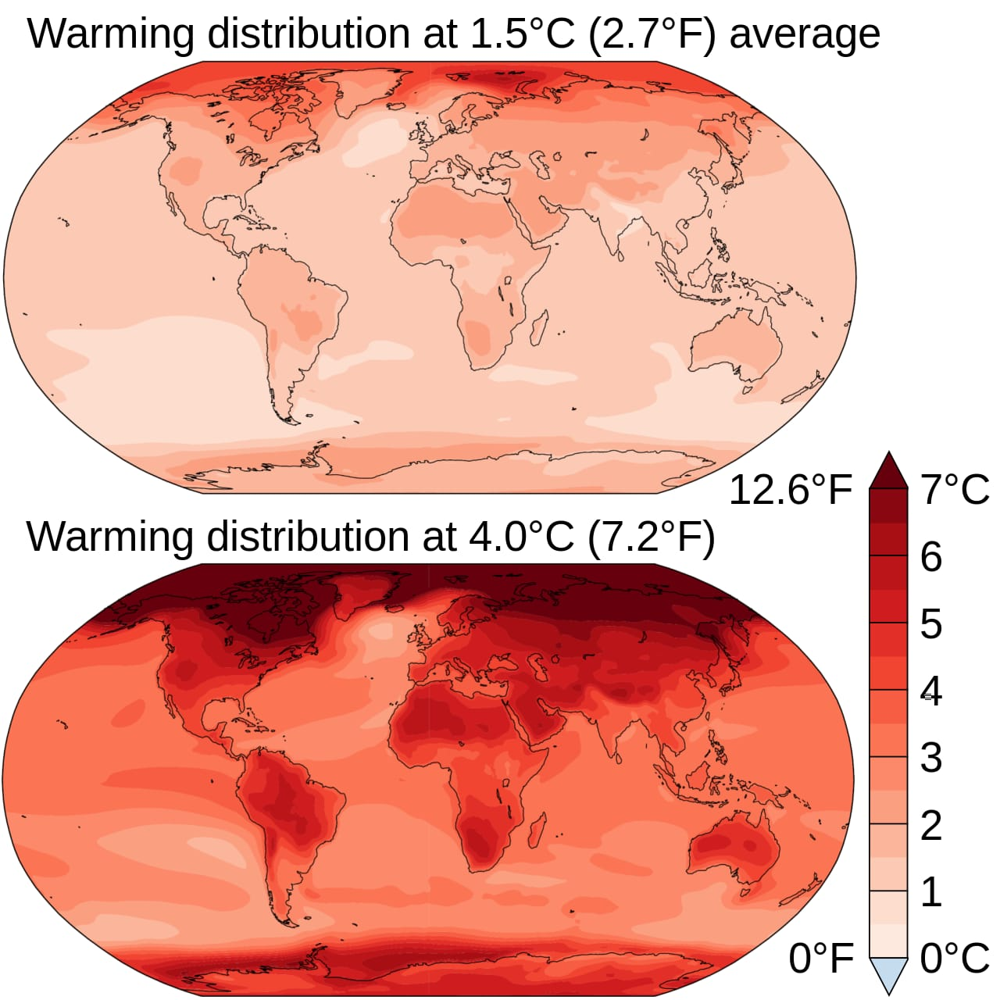 Warming distribution at 1.5°C (2.7°F) average
12.6°F 7°C
Warming distribution at 4.0°C (7.2°F)
6
5
4
3
2
1
0°F 0°C